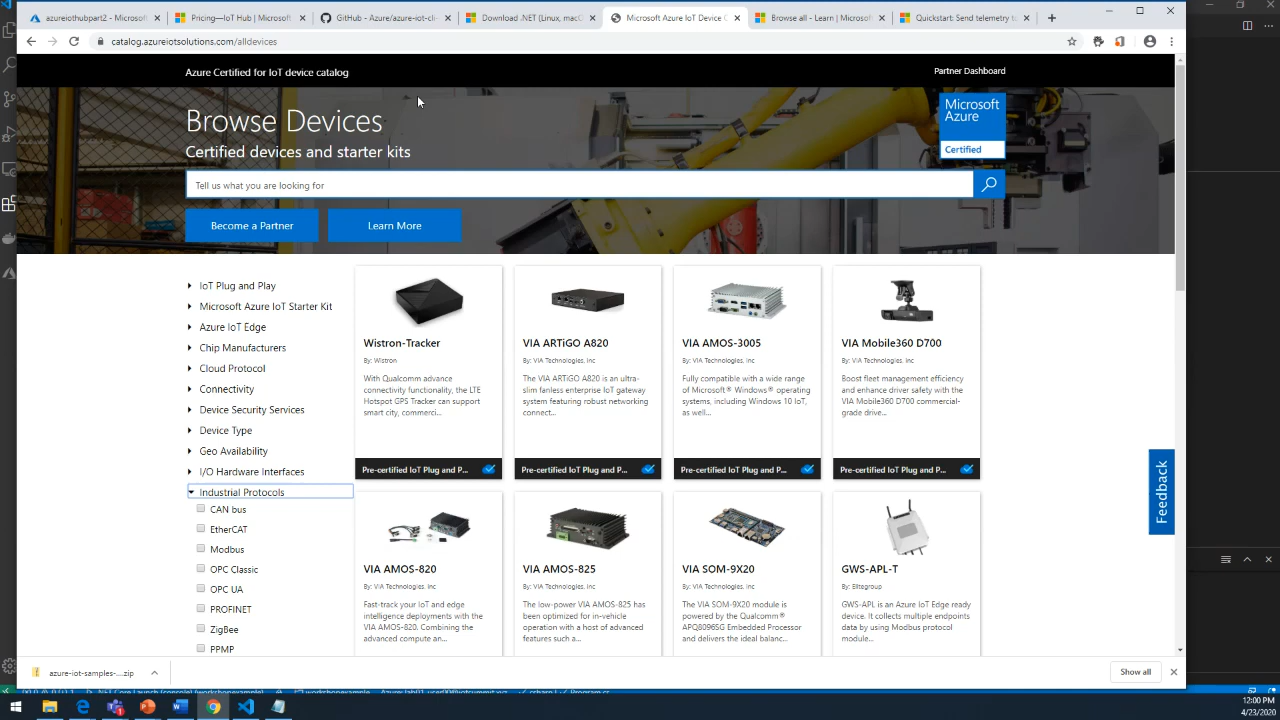 azureiothubpart2 - Microsoft A
Pricing—IoT Hub | Microsoft
GitHub - Azure/azure-iot-cli-
Download .NET (Linux, macO
Microsoft Azure IoT Device C
Browse all - Learn | Microsoft
Quickstart: Send telemetry to
catalog.azureiotsolutions.com/alldevices
Azure Certified for IoT device catalog
Partner Dashboard
Browse Devices
Certified devices and starter kits
Microsoft
Azure
Certified
Tell us what you are looking for
Become a Partner
Learn More
IoT Plug and Play
Microsoft Azure IoT Starter Kit
Azure IoT Edge
Chip Manufacturers
Cloud Protocol
Connectivity
Device Security Services
Device Type
Geo Availability
I/O Hardware Interfaces
Industrial Protocols
CAN bus
EtherCAT
Modbus
OPC Classic
OPC UA
PROFINET
ZigBee
PPMP
Wistron-Tracker
By: Wistron
With Qualcomm advance
connectivity functionality, the LTE
Hotspot GPS Tracker can support
smart city, commerci...
Pre-certified IoT Plug and P...
VIA ARTiGO A820
By: VIA Technologies, Inc
The VIA ARTiGO A820 is an ultra-
slim fanless enterprise IoT gateway
system featuring robust networking
connect...
Pre-certified IoT Plug and P...
VIA AMOS-3005
By: VIA Technologies, Inc
Fully compatible with a wide range
of Microsoft® Windows® operating
systems, including Windows 10 IoT,
as well...
Pre-certified IoT Plug and P...
VIA Mobile360 D700
By: VIA Technologies, Inc
Boost fleet management efficiency
and enhance driver safety with the
VIA Mobile360 D700 commercial-
grade drive...
Pre-certified IoT Plug and P...
VIA AMOS-820
By: VIA Technologies, Inc
Fast-track your IoT and edge
intelligence deployments with the
VIA AMOS-820. Combining the
advanced compute an...
VIA AMOS-825
By: VIA Technologies, Inc
The low-power VIA AMOS-825 has
been optimized for in-vehicle
operation with a host of advanced
features such a...
VIA SOM-9X20
By: VIA Technologies, Inc
The VIA SOM-9X20 module is
powered by the Qualcomm®
APQ8096SG Embedded Processor
and delivers the ideal balanc...
GWS-APL-T
By: Elitegroup
GWS-APL is an Azure IoT Edge ready
device. It collects multiple endpoints
data by using Modbus protocol
module...
Feedback
azure-iot-samples-....zip
Show all
12:00 PM
4/23/2020